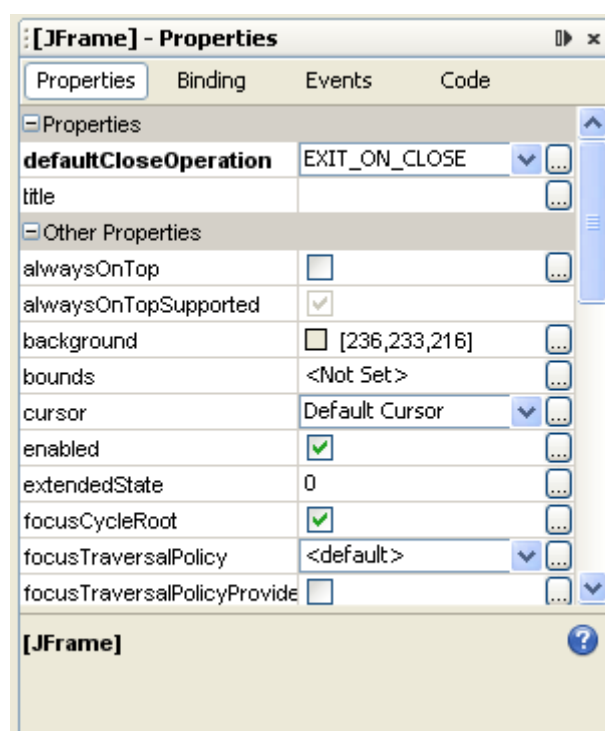 [JFrame] - Properties
Properties Binding Events Code
Properties
defaultCloseOperation EXIT_ON_CLOSE ...
title ...
Other Properties
alwaysOnTop ...
alwaysOnTopSupported
background [236,233,216] ...
bounds <Not Set> ...
cursor Default Cursor ...
enabled ...
extendedState 0 ...
focusCycleRoot ...
focusTraversalPolicy <default> ...
focusTraversalPolicyProvide ...
[JFrame] ?